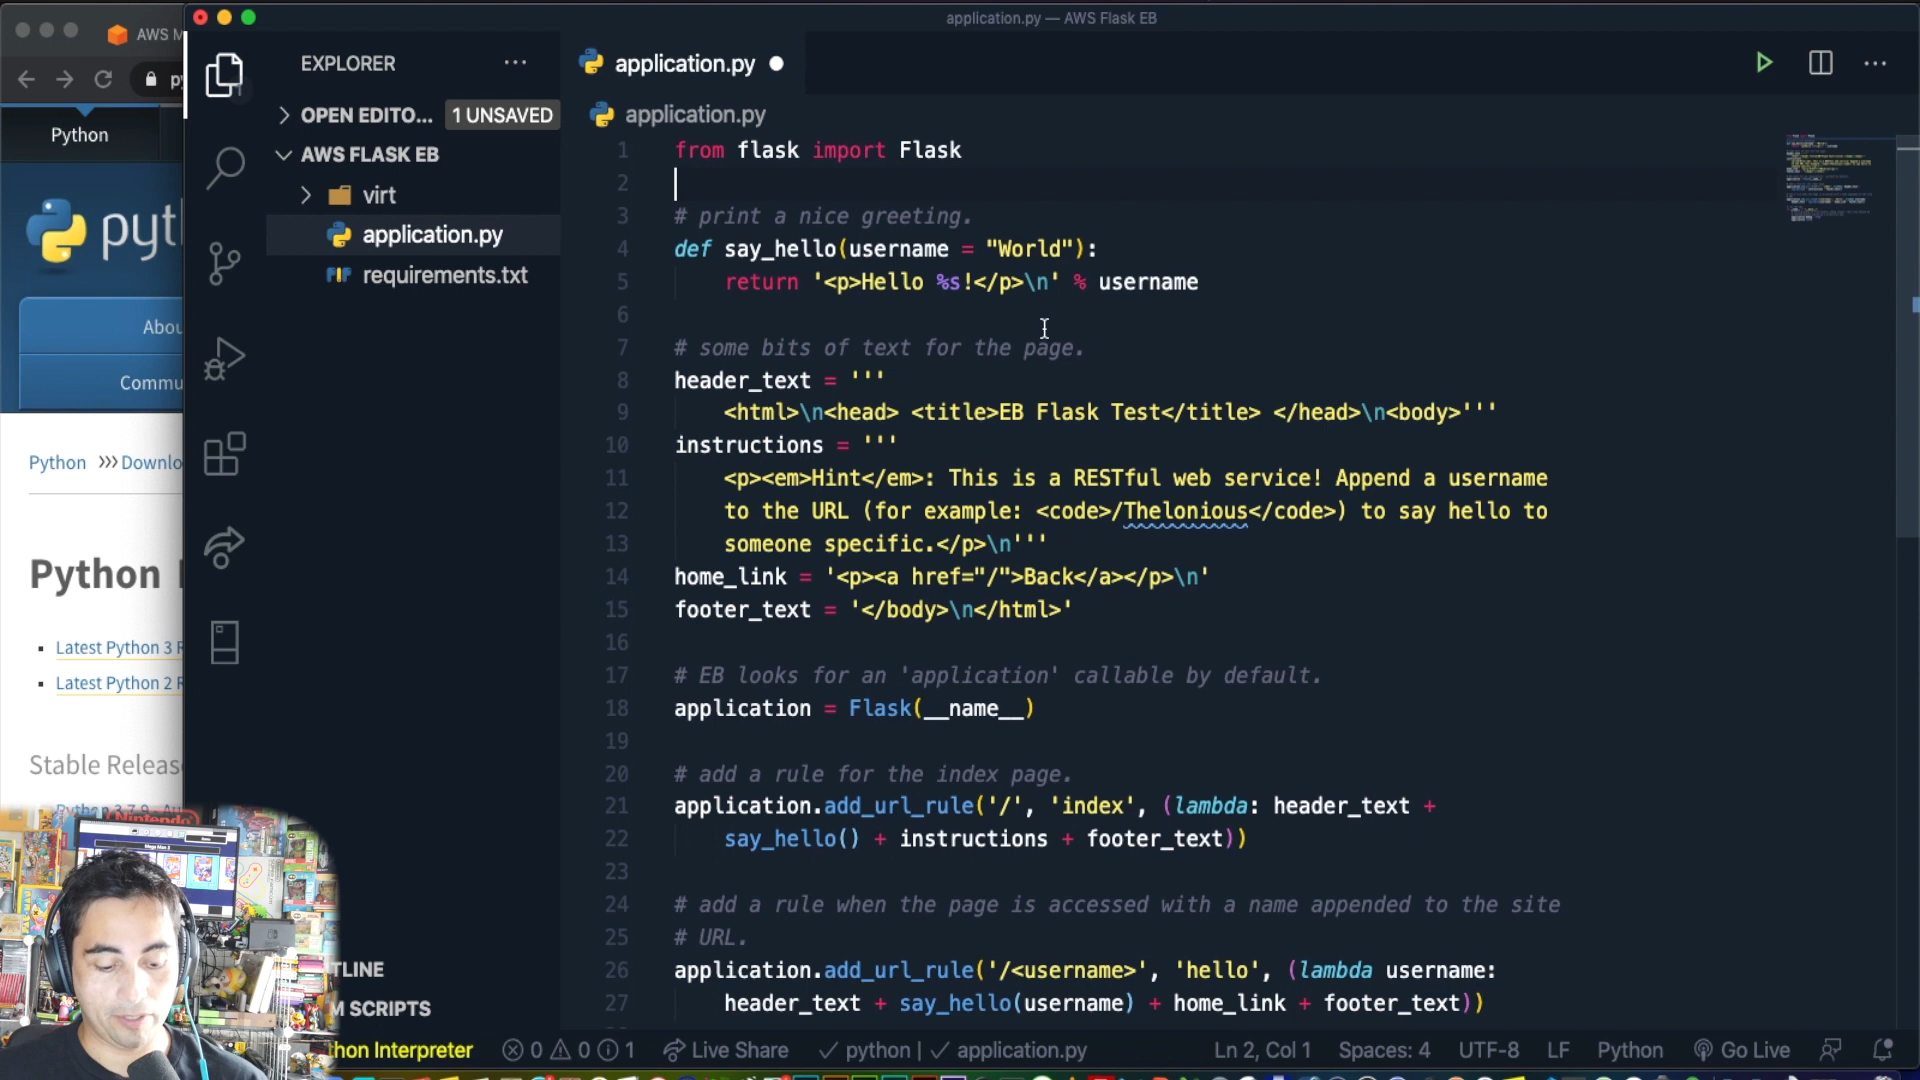 application.py — AWS Flask EB
AWS M
EXPLORER
application.py
OPEN EDITO...
1 UNSAVED
application.py
Python
AWS FLASK EB
virt
application.py
requirements.txt
Abou
Commu
Python >>> Downlo
Python
Latest Python 3 R
Latest Python 2 R
Stable Releas
Nintendo
Mega Man 2
TLINE
M SCRIPTS
1 from flask import Flask
2
3 # print a nice greeting.
4 def say_hello(username = "World"):
5 return '<p>Hello %s!</p>\n' % username
6
7 # some bits of text for the page.
8 header_text = '''
9 <html>\n<head> <title>EB Flask Test</title> </head>\n<body>'''
10 instructions = '''
11 <p><em>Hint</em>: This is a RESTful web service! Append a username
12 to the URL (for example: <code>/Thelonious</code>) to say hello to
13 someone specific.</p>\n'''
14 home_link = '<p><a href="/">Back</a></p>\n'
15 footer_text = '</body>\n</html>'
16
17 # EB looks for an 'application' callable by default.
18 application = Flask(__name__)
19
20 # add a rule for the index page.
21 application.add_url_rule('/', 'index', (lambda: header_text +
22 say_hello() + instructions + footer_text))
23
24 # add a rule when the page is accessed with a name appended to the site
25 # URL.
26 application.add_url_rule('/<username>', 'hello', (lambda username:
27 header_text + say_hello(username) + home_link + footer_text))
thon Interpreter
0 0 1
Live Share
python | application.py
Ln 2, Col 1
Spaces: 4
UTF-8
LF
Python
Go Live